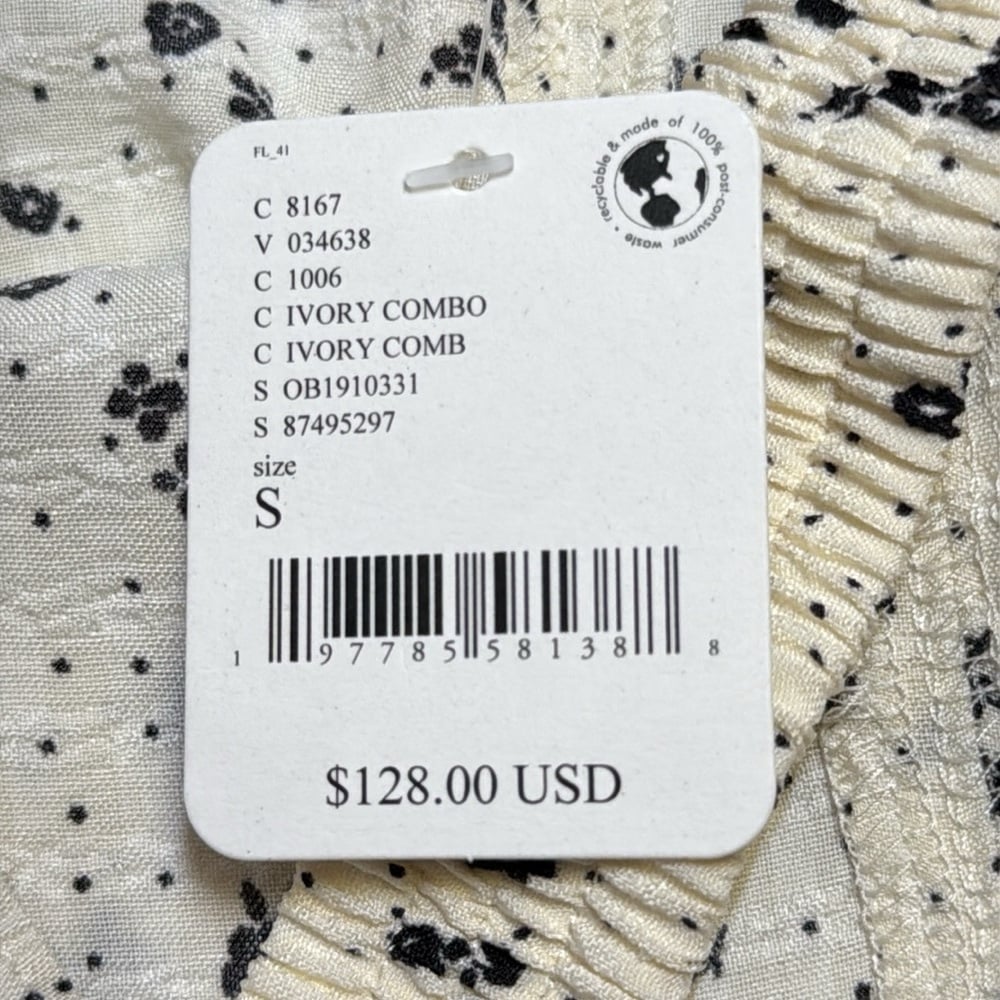 FL_41
recyclable & made of 100% post-consumer waste •
C 8167
V 034638
C 1006
C IVORY COMBO
C IVORY COMB
S OB1910331
S 87495297
size
S
1 97785 58138 8
$128.00 USD